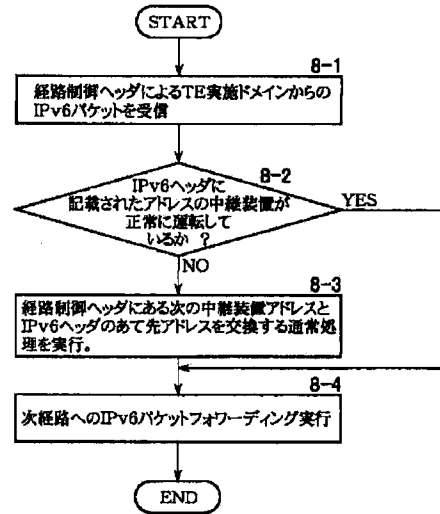 START
8-1
経路制御ヘッダによるTE実施ドメインからの
IPv6パケットを受信
8-2
IPv6ヘッダに
記載されたアドレスの中継装置が
正常に運転して
いるか ?
YES
NO
8-3
経路制御ヘッダにある次の中継装置アドレスと
IPv6ヘッダのあて先アドレスを交換する通常処
理を実行。
8-4
次経路へのIPv6パケットフォワーディング実行
END